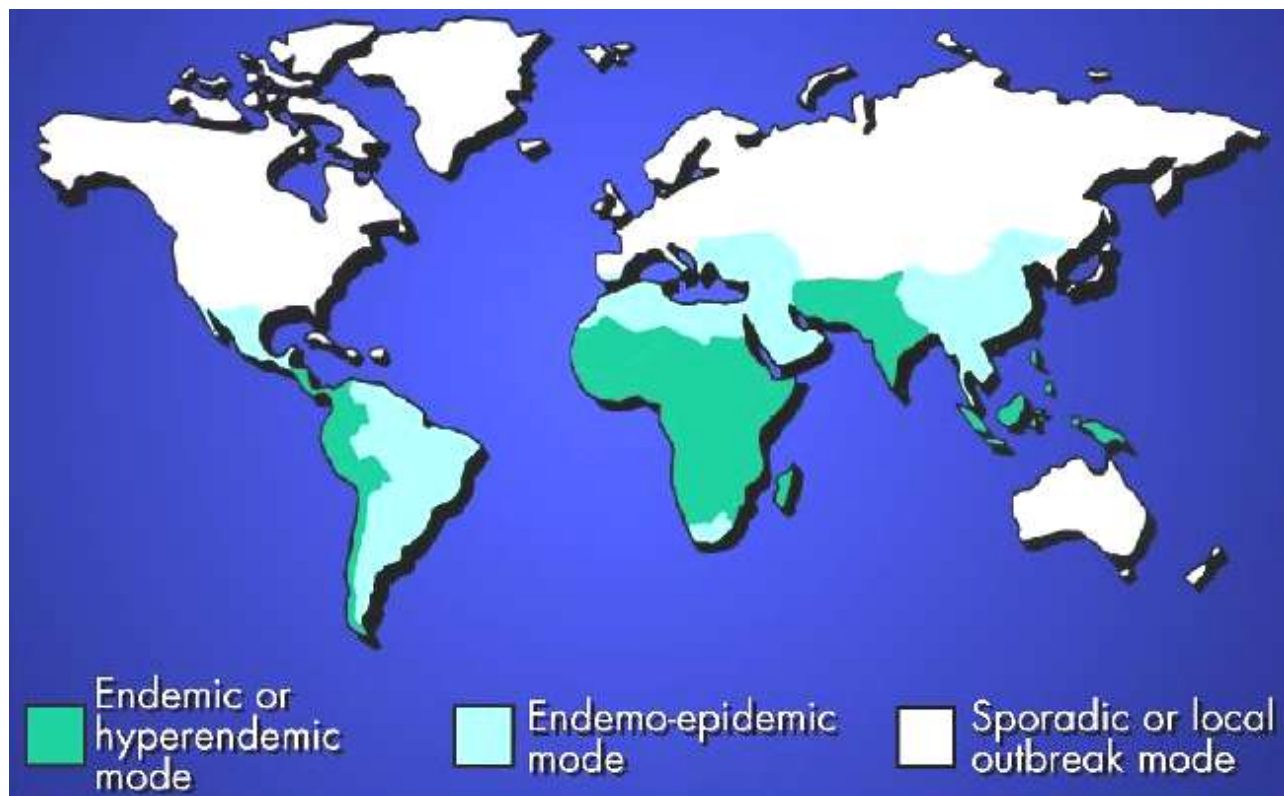 Endemic or
hyperendemic
mode
Endemo-epidemic
mode
Sporadic or local
outbreak mode